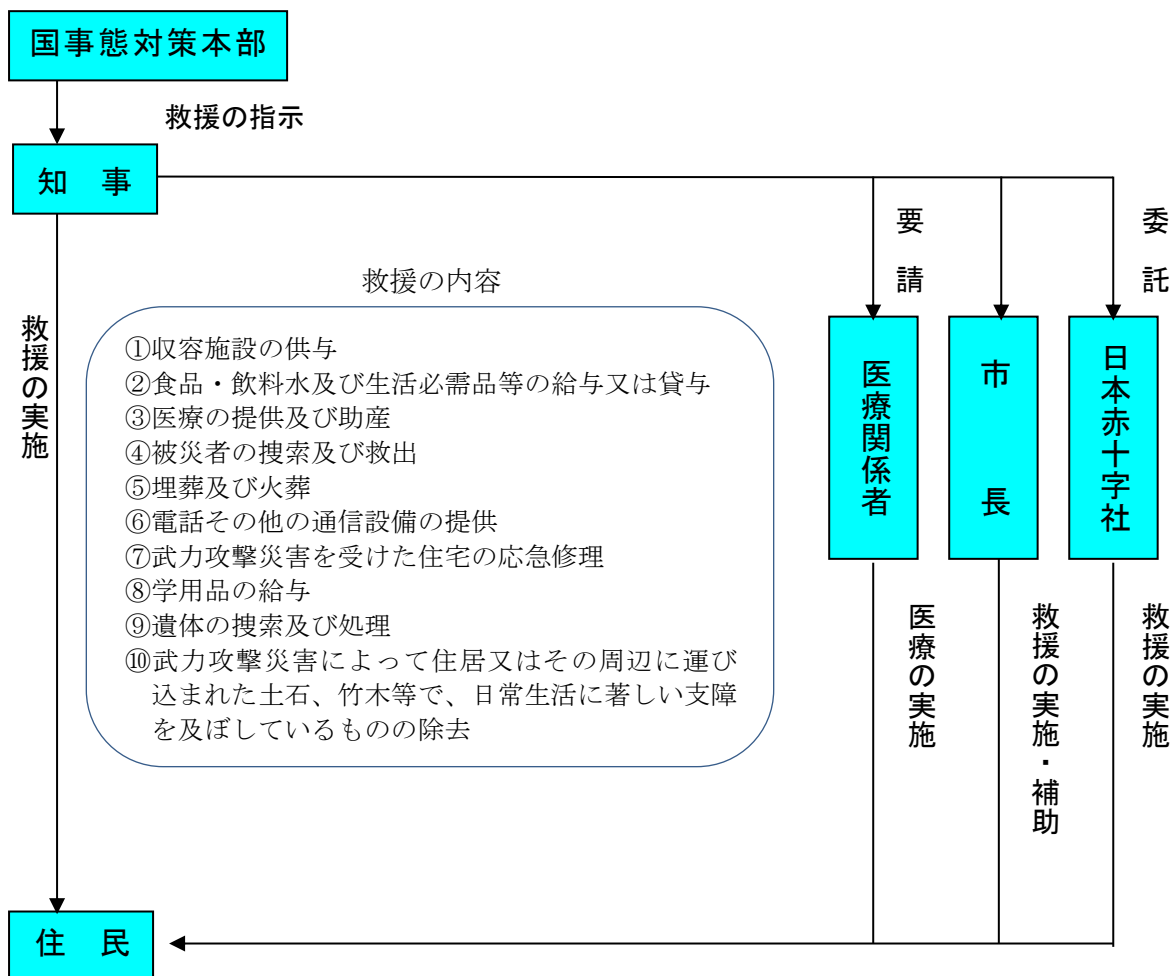 国事態対策本部
救援の指示
知　事
要請
委託
救援の内容
救援の実施
①収容施設の供与
②食品・飲料水及び生活必需品等の給与又は貸与
③医療の提供及び助産
④被災者の捜索及び救出
⑤埋葬及び火葬
⑥電話その他の通信設備の提供
⑦武力攻撃災害を受けた住宅の応急修理
⑧学用品の給与
⑨遺体の捜索及び処理
⑩武力攻撃災害によって住居又はその周辺に運び
込まれた土石、竹木等で、日常生活に著しい支障
を及ぼしているものの除去
医療関係者
市　長
日本赤十字社
医療の実施
救援の実施・補助
救援の実施
住　民